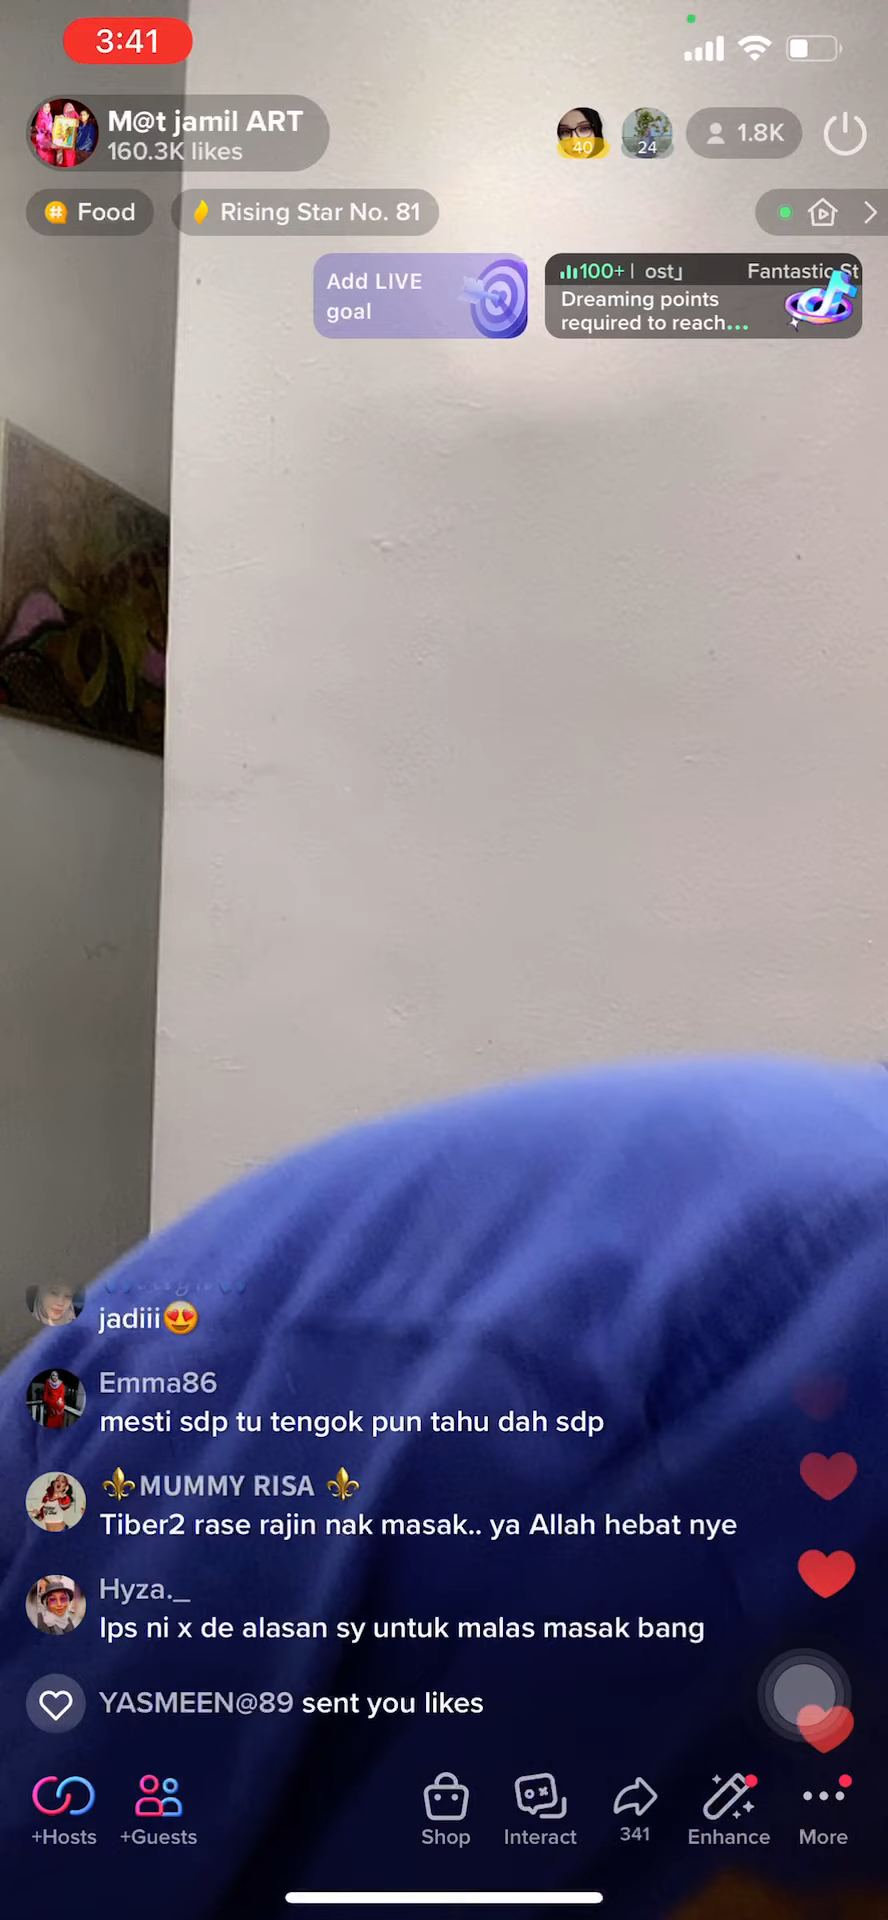 3:41
M@t jamil ART
160.3K likes
40
24
1.8K
Food
Rising Star No. 81
Add LIVE
goal
100+ | ost」 Fantastic St
Dreaming points
required to reach...
jadiii😍
Emma86
mesti sdp tu tengok pun tahu dah sdp
⚜MUMMY RISA ⚜
Tiber2 rase rajin nak masak.. ya Allah hebat nye
Hyza._
lps ni x de alasan sy untuk malas masak bang
YASMEEN@89 sent you likes
+Hosts
+Guests
Shop
Interact
341
Enhance
More